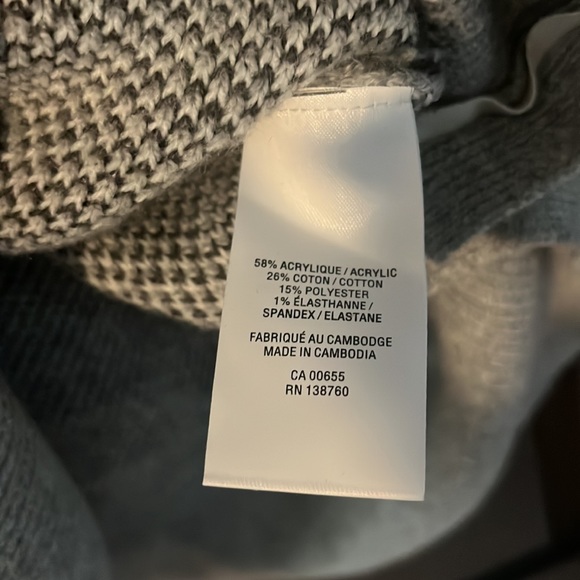 58% ACRYLIQUE / ACRYLIC
26% COTON / COTTON
15% POLYESTER
1% ÉLASTHANNE /
SPANDEX / ELASTANE
FABRIQUÉ AU CAMBODGE
MADE IN CAMBODIA
CA 00655
RN 138760